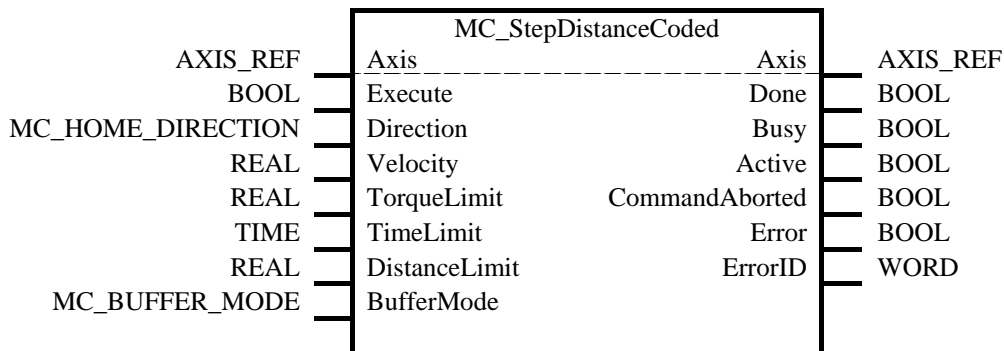 MC_StepDistanceCoded
AXIS_REF Axis Axis AXIS_REF
BOOL Execute Done BOOL
MC_HOME_DIRECTION Direction Busy BOOL
REAL Velocity Active BOOL
REAL TorqueLimit CommandAborted BOOL
TIME TimeLimit Error BOOL
REAL DistanceLimit ErrorID WORD
MC_BUFFER_MODE BufferMode